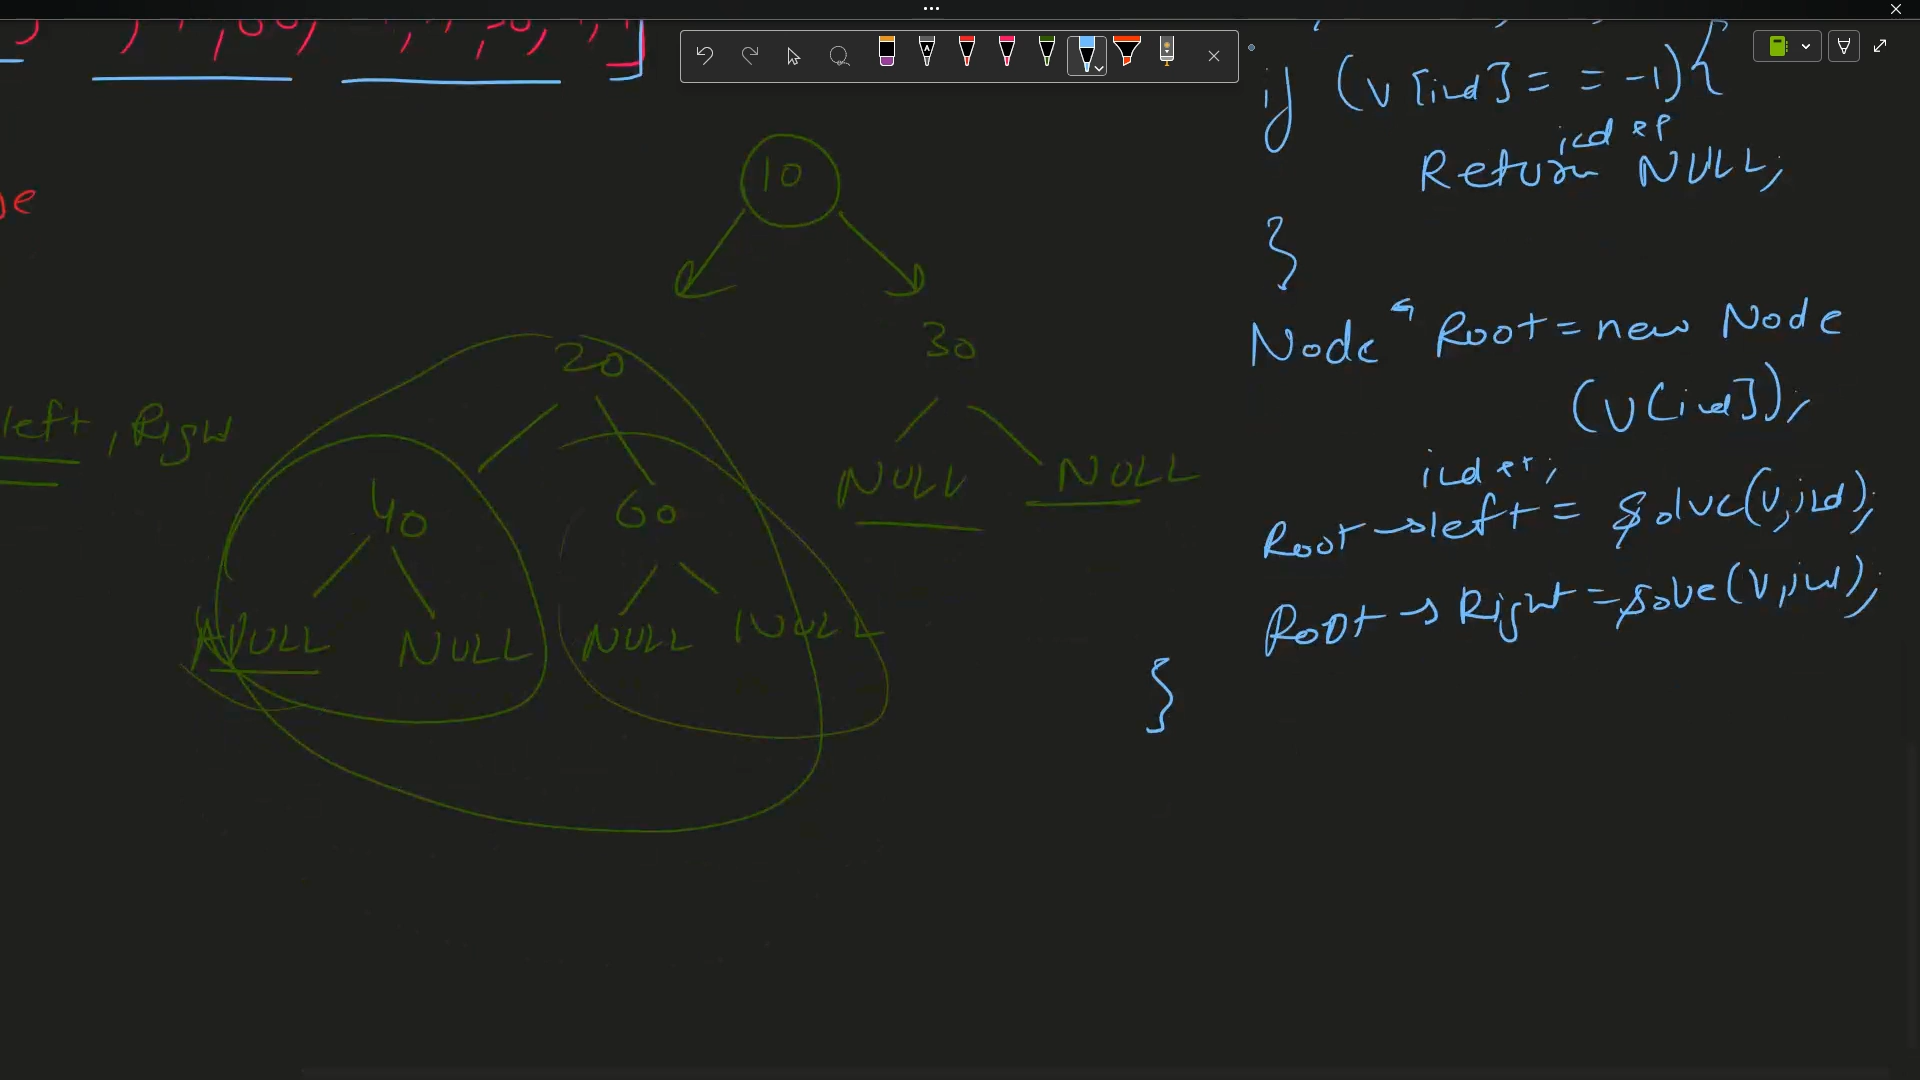 if (v[ind] == -1){
ind++
Return NULL;
}
Node * Root = new Node
(v[ind]);
ind++;
Root → left = solve(v,ind);
Root → Right = solve(v,ind);
}
10
20
30
left, Right
40
60
NULL
NULL
NULL
NULL
NULL
NULL